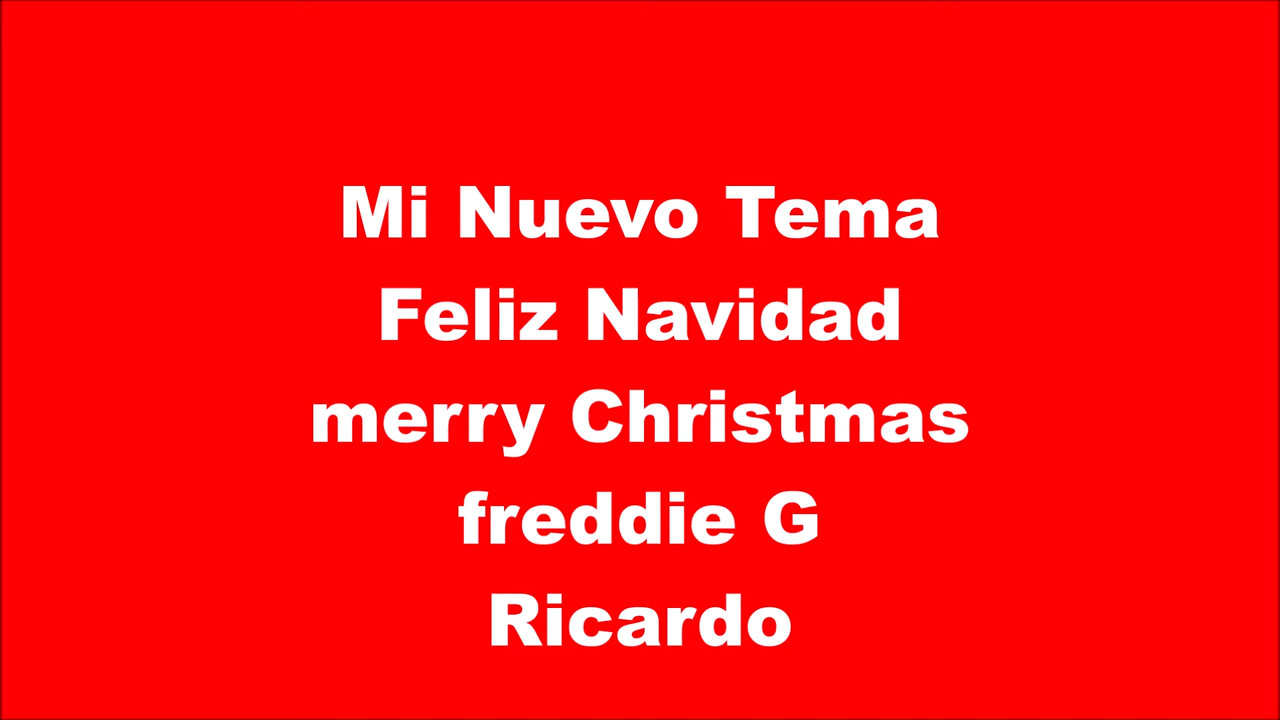 Mi Nuevo Tema
Feliz Navidad
merry Christmas
freddie G
Ricardo